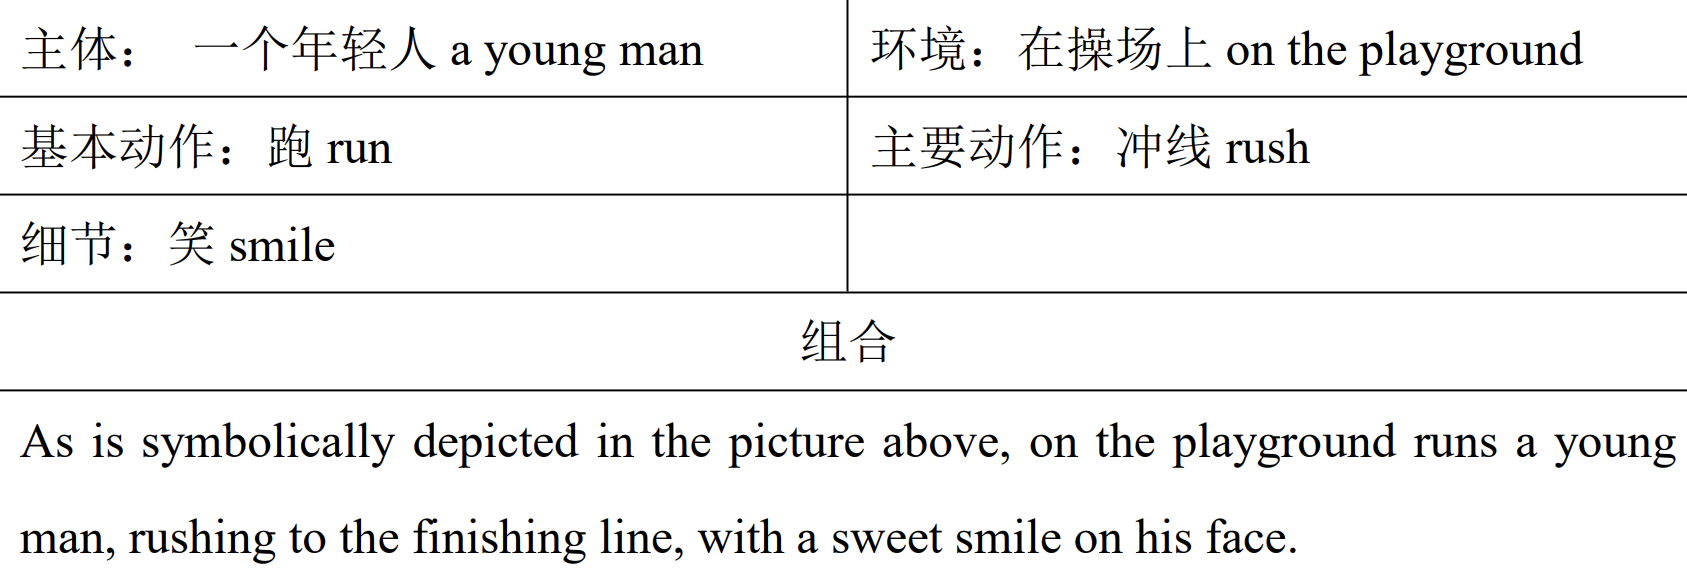 主体： 一个年轻人 a young man
环境：在操场上 on the playground
基本动作：跑 run
主要动作：冲线 rush
细节：笑 smile
组合
As is symbolically depicted in the picture above, on the playground runs a young
man, rushing to the finishing line, with a sweet smile on his face.